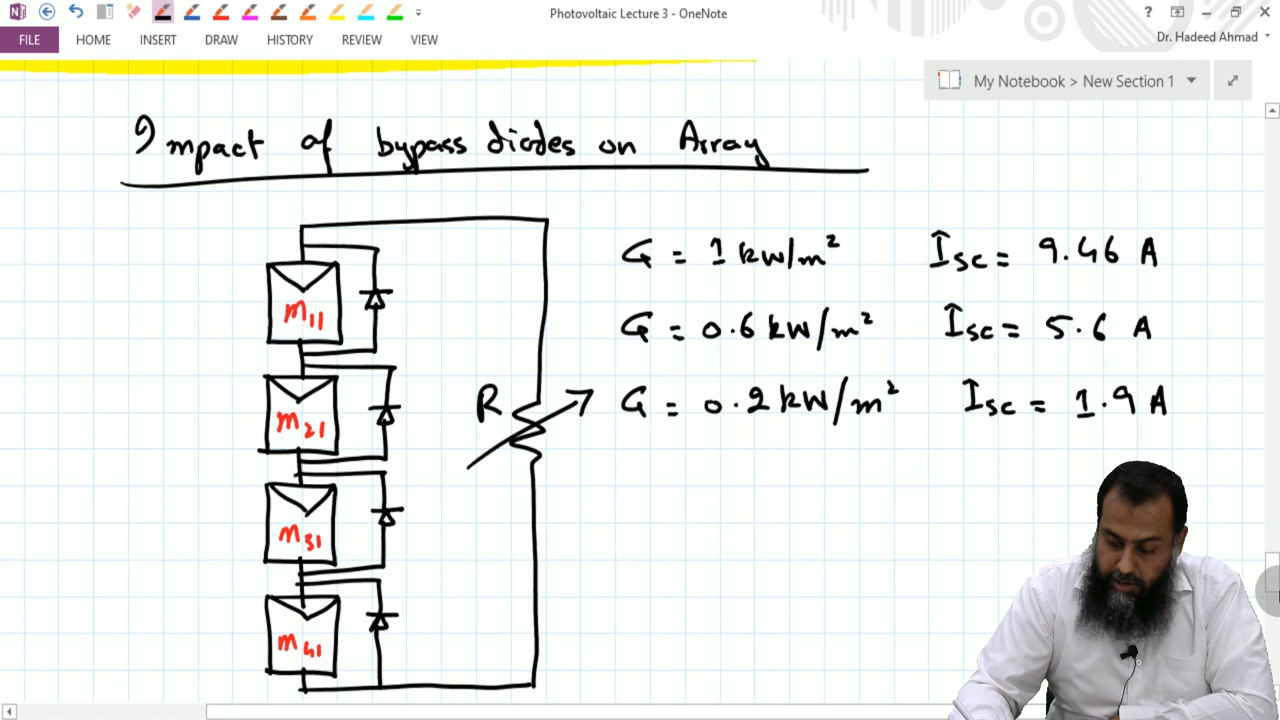 Photovoltaic Lecture 3 - OneNote
?
Dr. Hadeed Ahmad
FILE HOME INSERT DRAW HISTORY REVIEW VIEW
My Notebook > New Section 1
Impact of bypass diodes on Array
G = 1 kW/m² Isc = 9.46 A
G = 0.6 kW/m² Isc = 5.6 A
G = 0.2 kW/m² Isc = 1.9 A
m11
m21
R
m31
m41